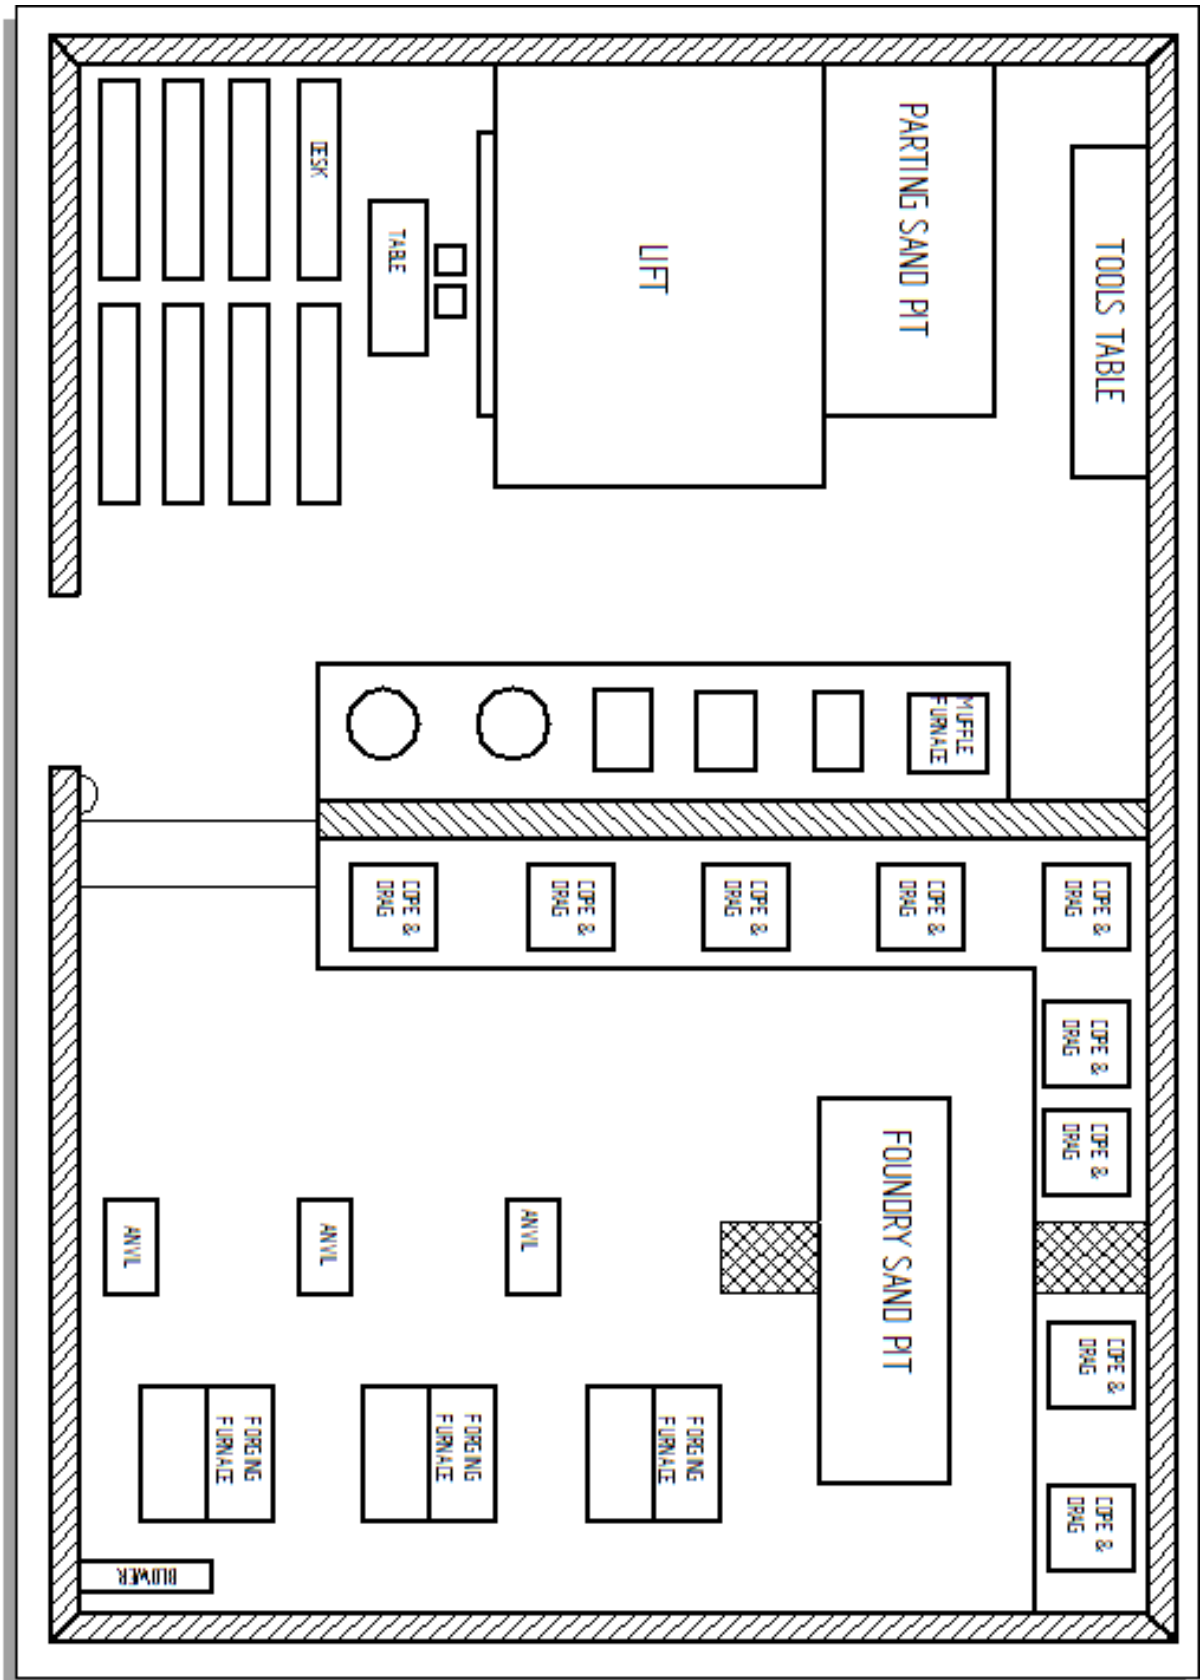 DESK
TABLE
LIFT
PARTING SAND PIT
TOOLS TABLE
MUFFLE
FURNACE
COPE &
DRAG
COPE &
DRAG
COPE &
DRAG
COPE &
DRAG
COPE &
DRAG
COPE &
DRAG
COPE &
DRAG
COPE &
DRAG
COPE &
DRAG
FOUNDRY SAND PIT
ANVIL
ANVIL
ANVIL
FORGING
FURNACE
FORGING
FURNACE
FORGING
FURNACE
BLOWER